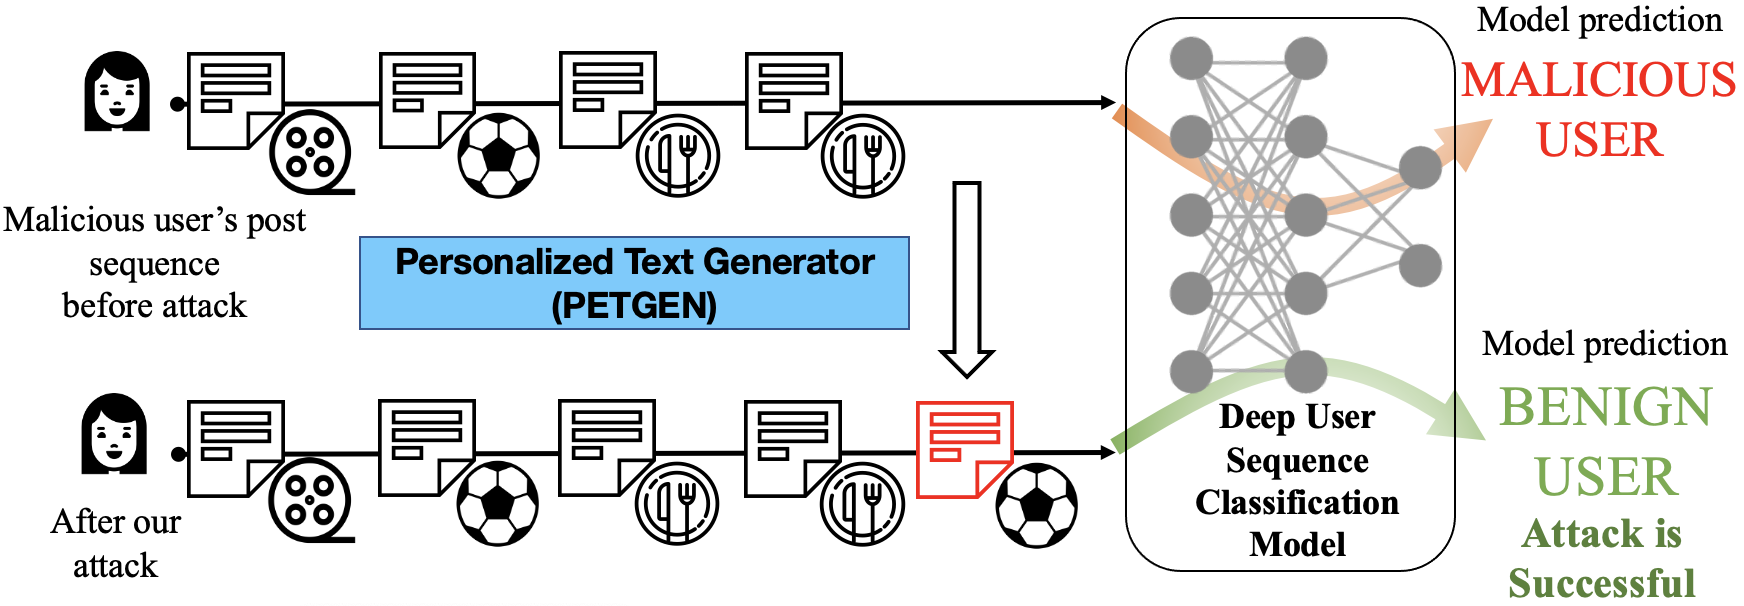 Malicious user’s post
sequence
before attack
Personalized Text Generator
(PETGEN)
After our
attack
Deep User
Sequence
Classification
Model
Model prediction
MALICIOUS
USER
Model prediction
BENIGN
USER
Attack is
Successful